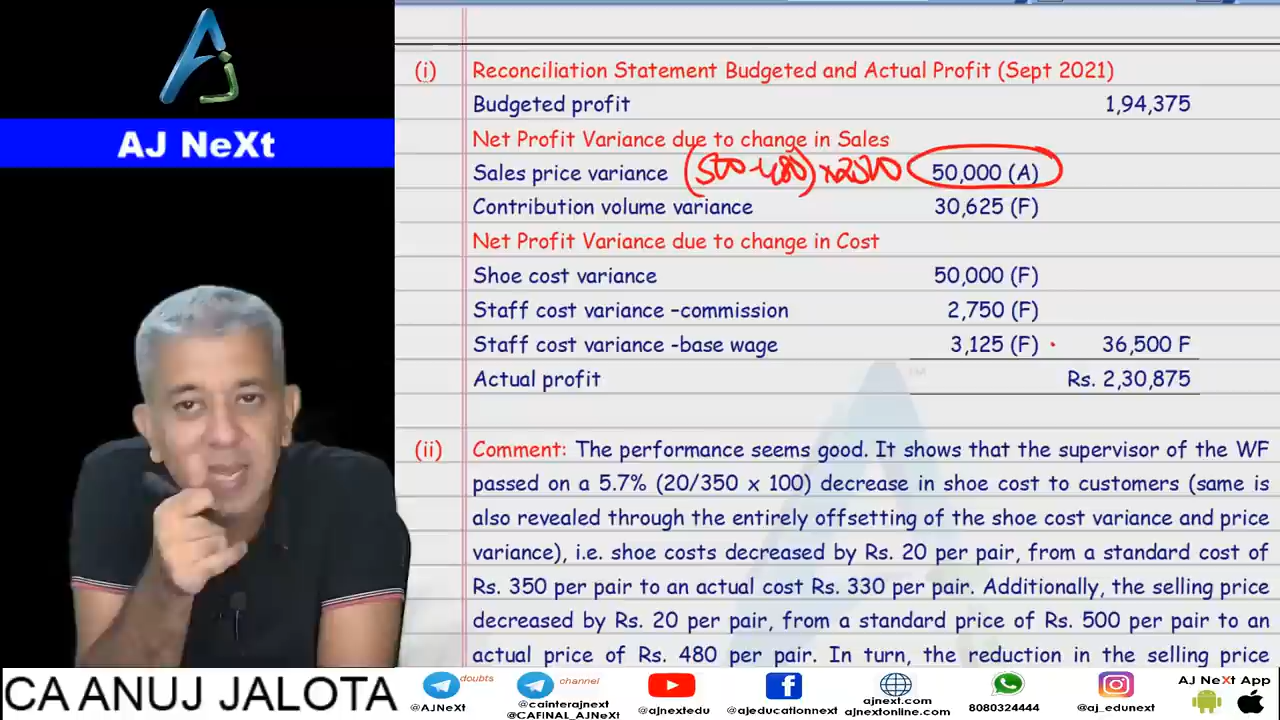 AJ NeXt
(i) Reconciliation Statement Budgeted and Actual Profit (Sept 2021)
Budgeted profit 1,94,375
Net Profit Variance due to change in Sales
Sales price variance (500-480) x 2500 50,000 (A)
Contribution volume variance 30,625 (F)
Net Profit Variance due to change in Cost
Shoe cost variance 50,000 (F)
Staff cost variance –commission 2,750 (F)
Staff cost variance –base wage 3,125 (F) 36,500 F
Actual profit Rs. 2,30,875
(ii) Comment: The performance seems good. It shows that the supervisor of the WF
passed on a 5.7% (20/350 x 100) decrease in shoe cost to customers (same is
also revealed through the entirely offsetting of the shoe cost variance and price
variance), i.e. shoe costs decreased by Rs. 20 per pair, from a standard cost of
Rs. 350 per pair to an actual cost Rs. 330 per pair. Additionally, the selling price
decreased by Rs. 20 per pair, from a standard price of Rs. 500 per pair to an
actual price of Rs. 480 per pair. In turn, the reduction in the selling price
CA ANUJ JALOTA
doubts
@AJNeXt
channel
@cainterajnext
@CAFINAL_AJNeXt
@ajnextedu
@ajeducationnext
ajnext.com
ajnextonline.com
8080324444
@aj_edunext
AJ NeXt App